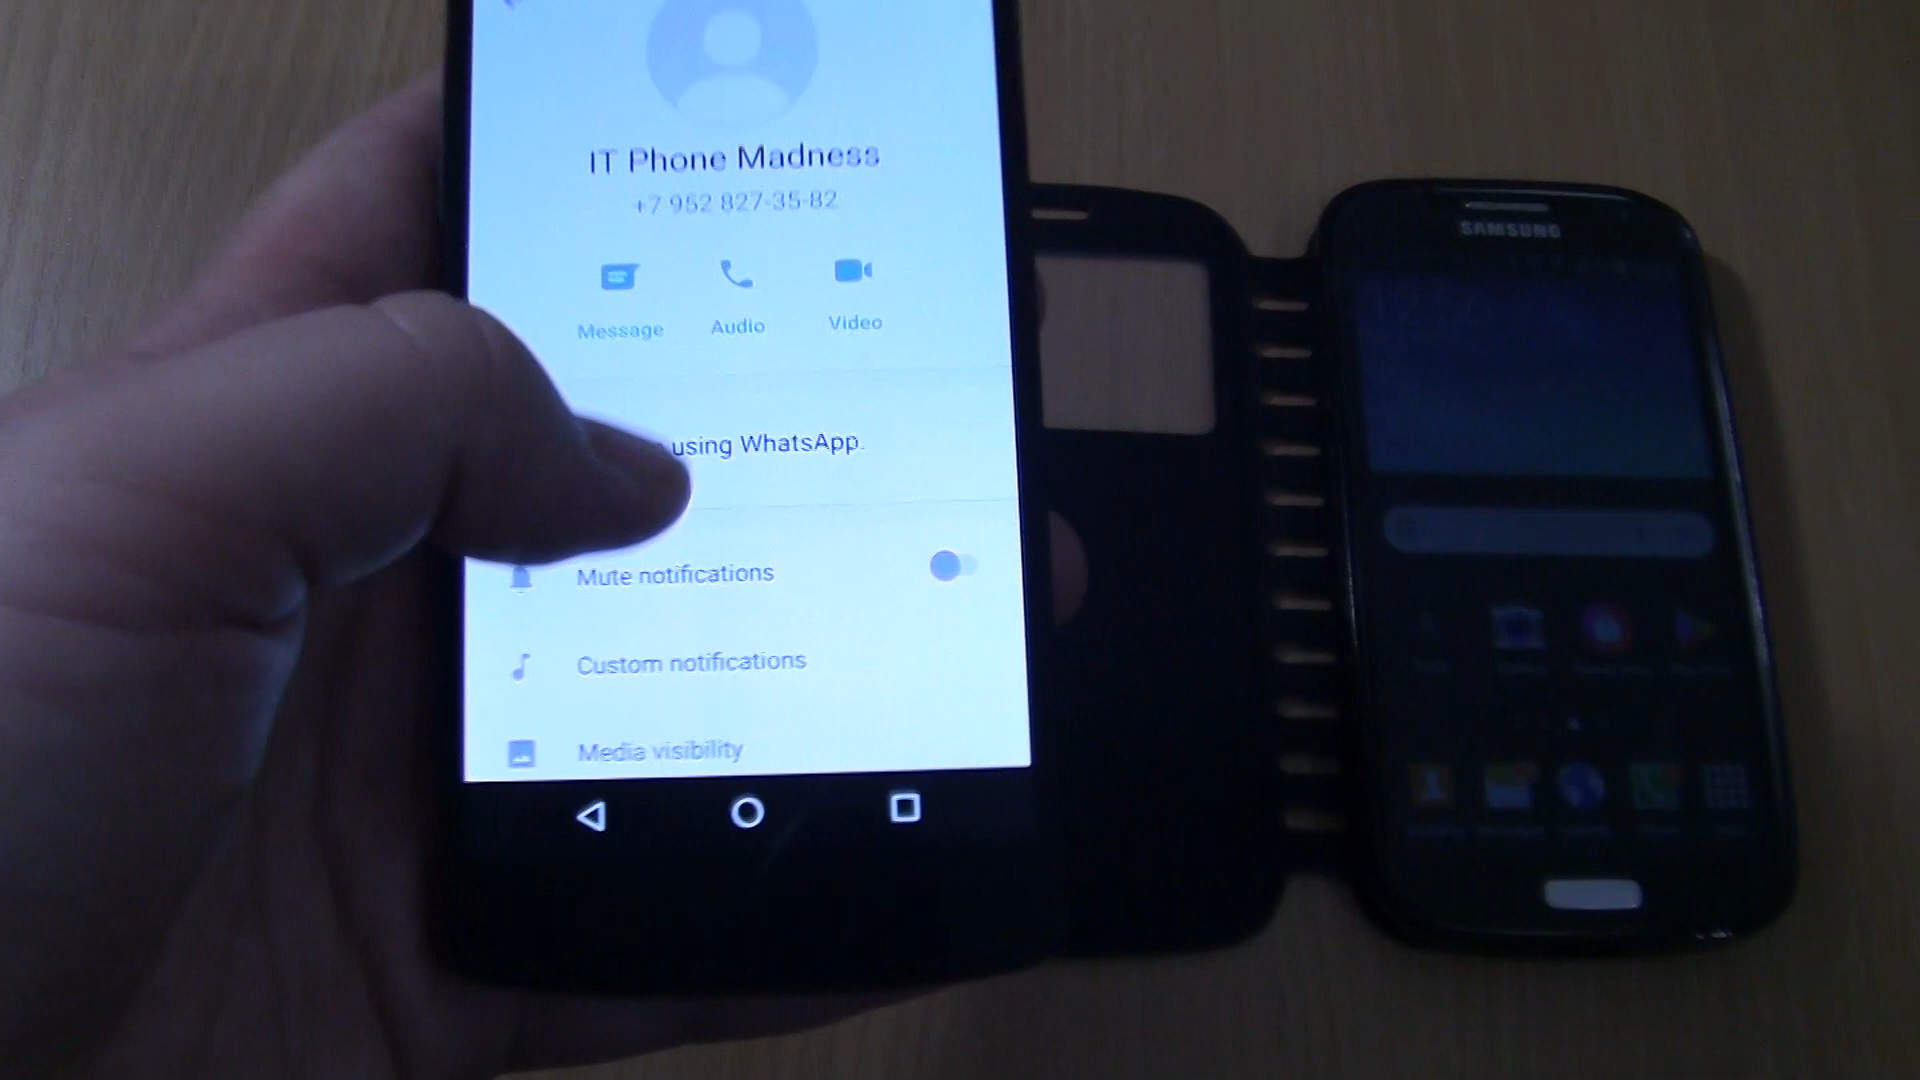 IT Phone Madness
+7 952 827-35-82
Message Audio Video
using WhatsApp.
Mute notifications
Custom notifications
Media visibility
SAMSUNG